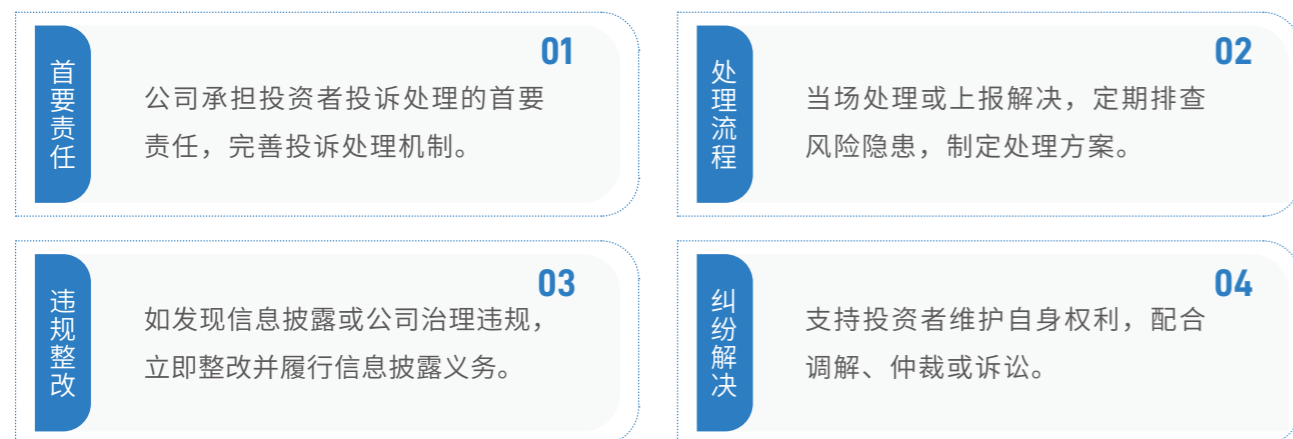 首要责任
01
公司承担投资者投诉处理的首要
责任，完善投诉处理机制。
处理流程
02
当场处理或上报解决，定期排查
风险隐患，制定处理方案。
违规整改
03
如发现信息披露或公司治理违规，
立即整改并履行信息披露义务。
纠纷解决
04
支持投资者维护自身权利，配合
调解、仲裁或诉讼。